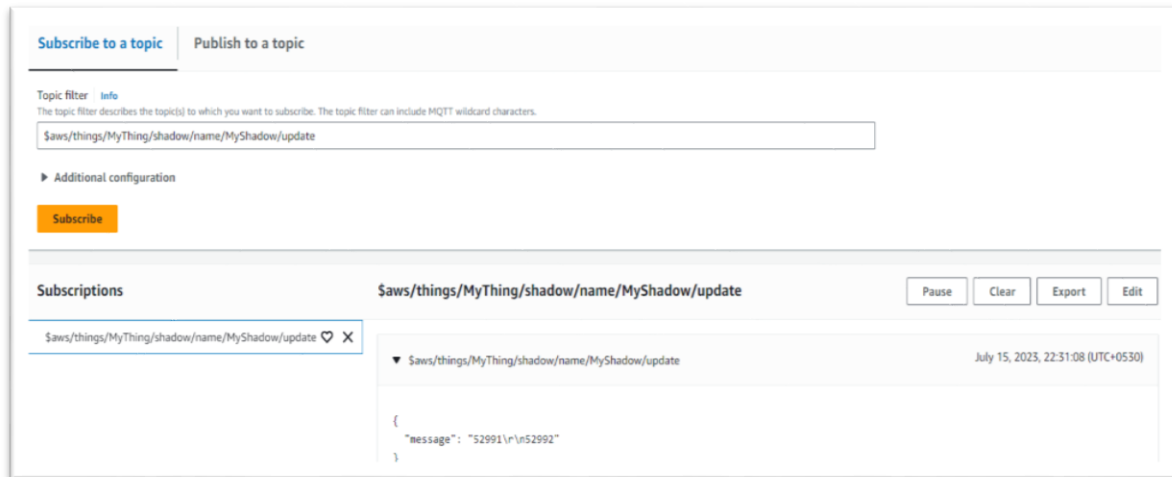 Subscribe to a topic
Publish to a topic
Topic filter Info
The topic filter describes the topic(s) to which you want to subscribe. The topic filter can include MQTT wildcard characters.
$aws/things/MyThing/shadow/name/MyShadow/update
▶ Additional configuration
Subscribe
Subscriptions
$aws/things/MyThing/shadow/name/MyShadow/update
Pause
Clear
Export
Edit
$aws/things/MyThing/shadow/name/MyShadow/update
▼ $aws/things/MyThing/shadow/name/MyShadow/update
July 15, 2023, 22:31:08 (UTC+0530)
{
"message": "52991\r\n52992"
}